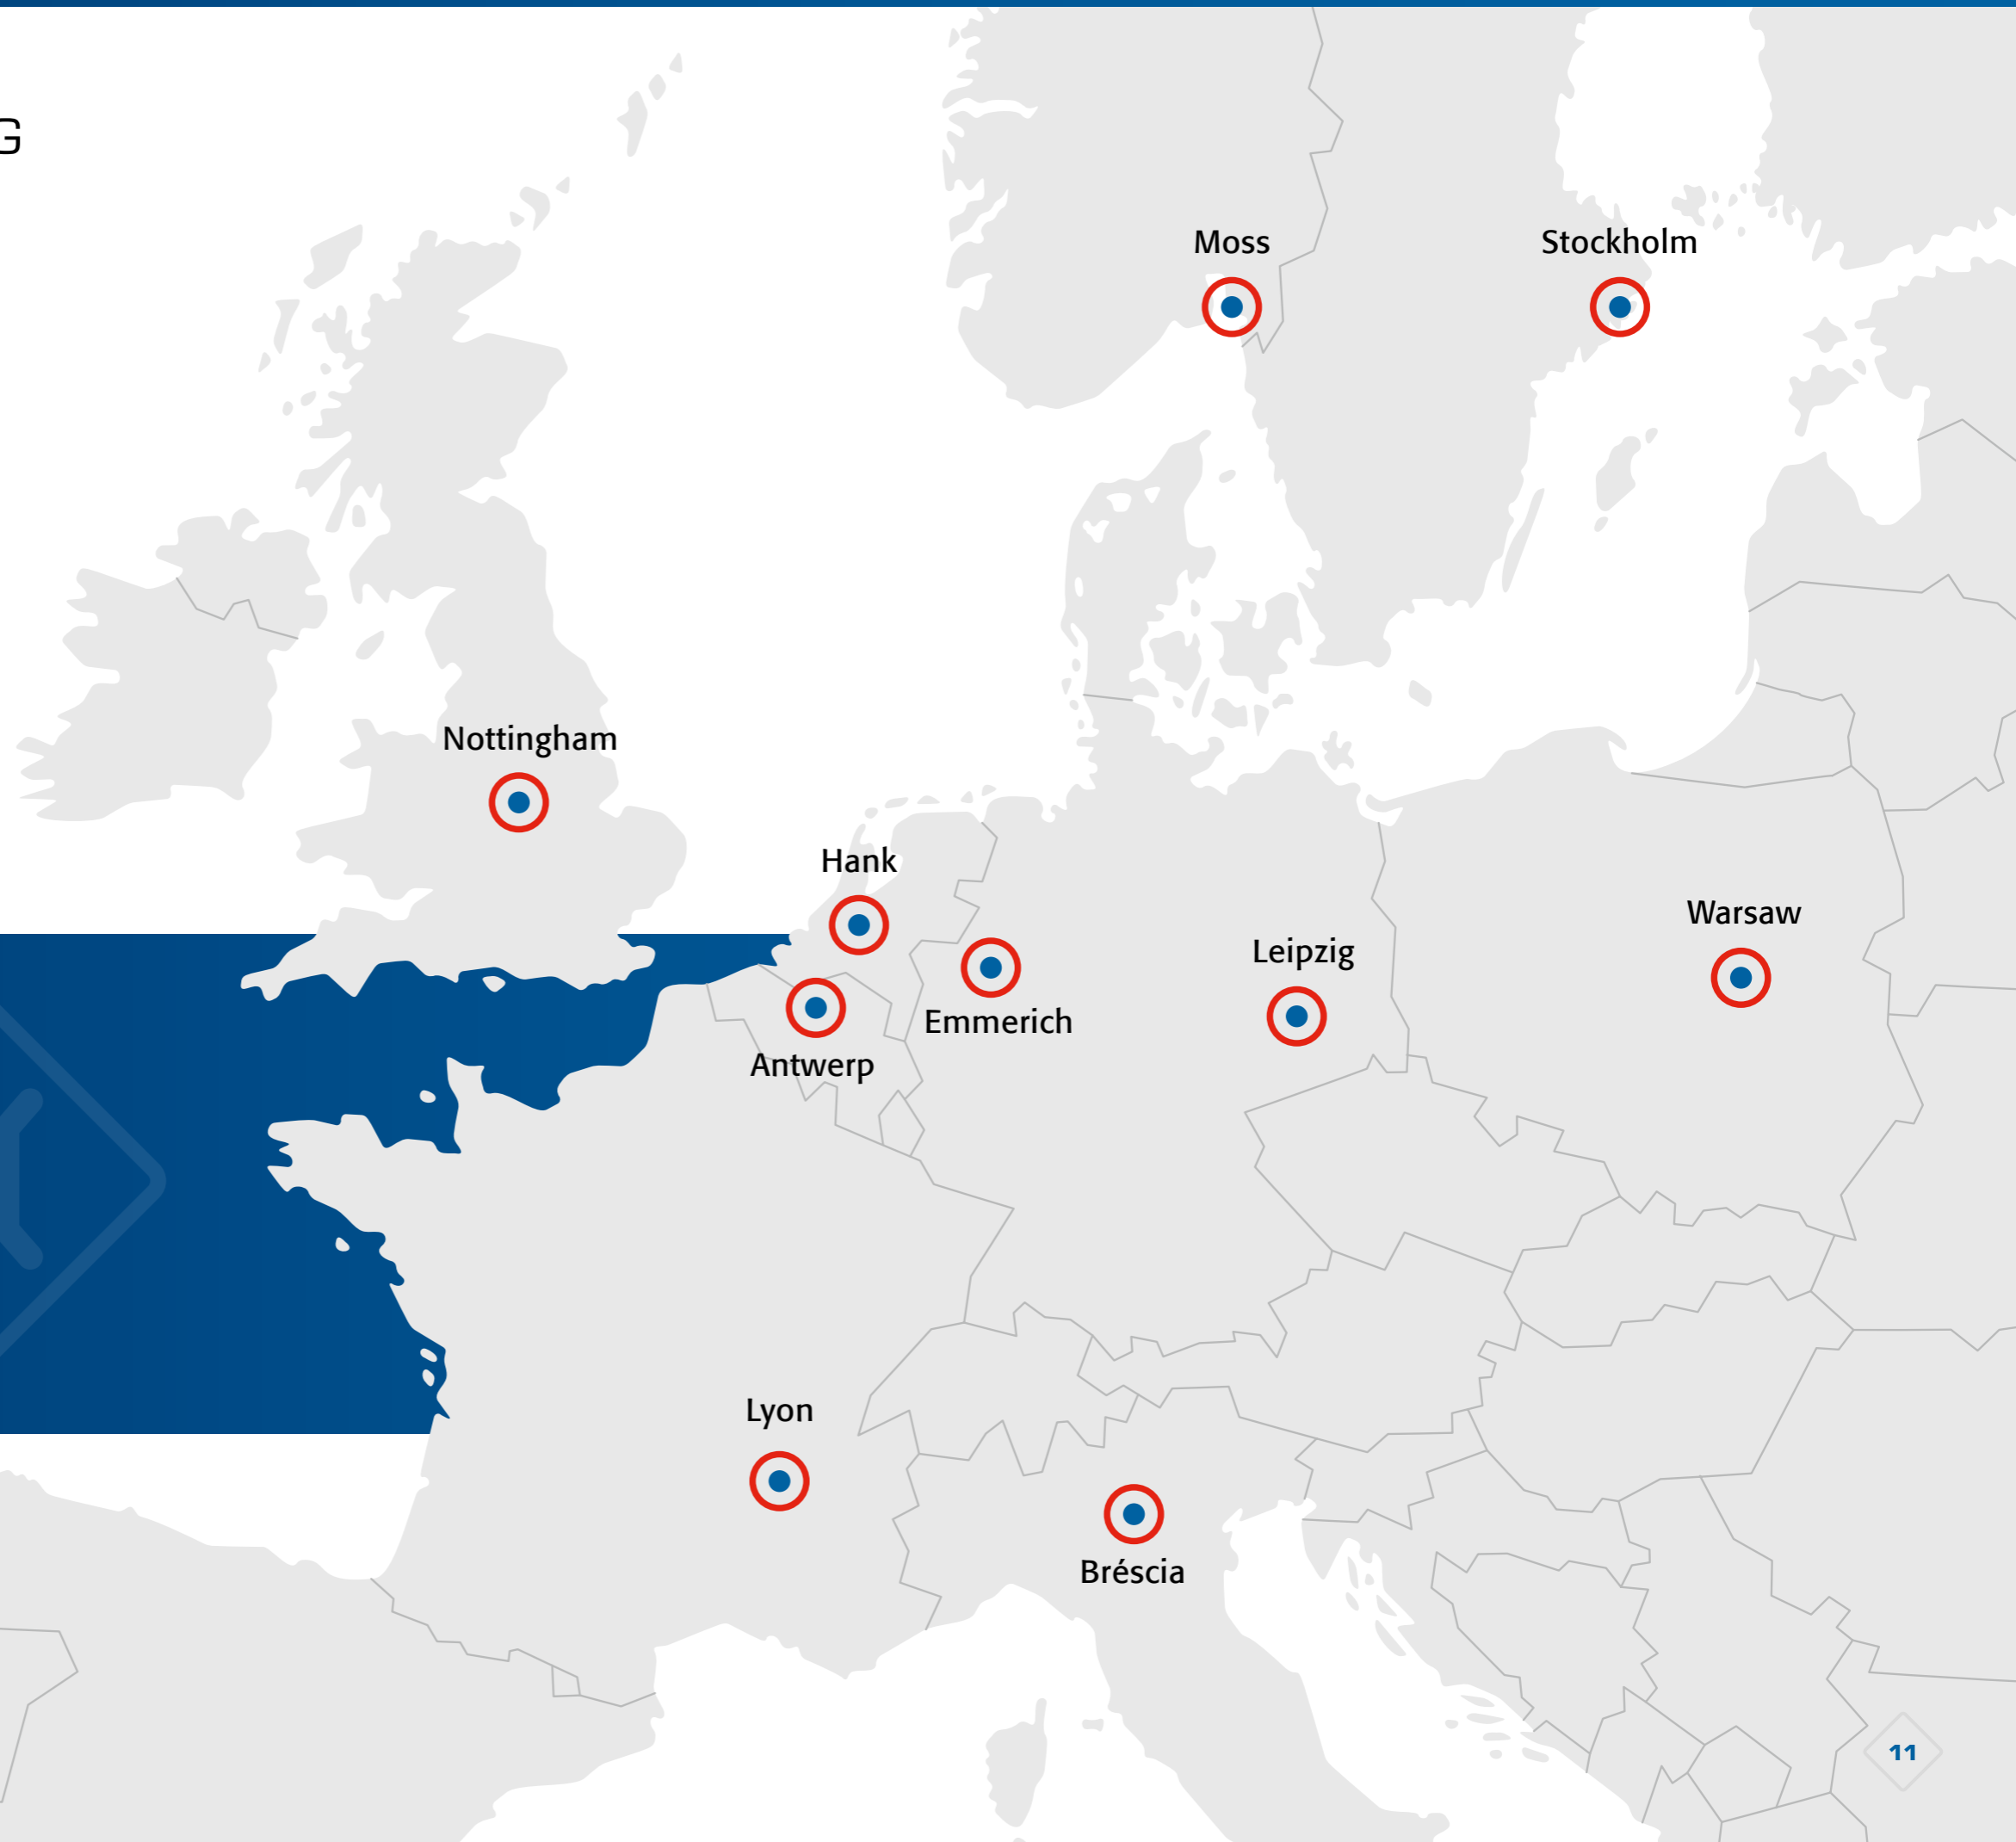 G
Moss
Stockholm
Nottingham
Hank
Warsaw
Leipzig
Emmerich
Antwerp
Lyon
Bréscia
11